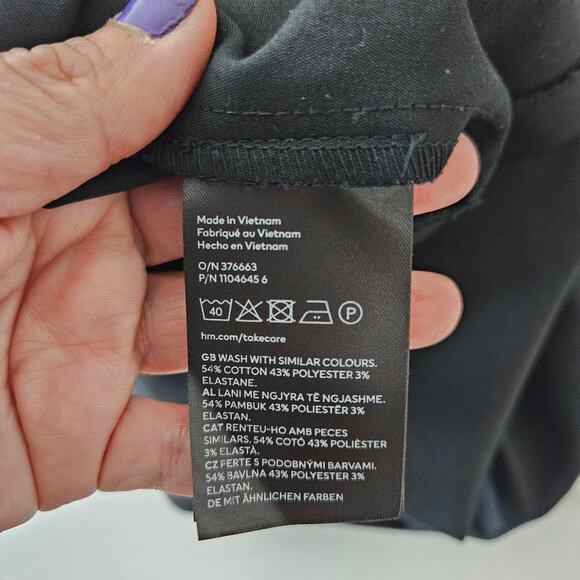 Made in Vietnam
Fabriqué au Vietnam
Hecho en Vietnam
O/N 376663
P/N 1104645 6
40
P
hm.com/takecare
GB WASH WITH SIMILAR COLOURS.
54% COTTON 43% POLYESTER 3%
ELASTANE.
AL LANI ME NGJYRA TË NGJASHME.
54% PAMBUK 43% POLIESTËR 3%
ELASTAN.
CAT RENTEU-HO AMB PECES
SIMILARS. 54% COTÓ 43% POLIÈSTER
3% ELASTÀ.
CZ PERTE S PODOBNÝMI BARVAMI.
54% BAVLNA 43% POLYESTER 3%
ELASTAN.
DE MIT ÄHNLICHEN FARBEN